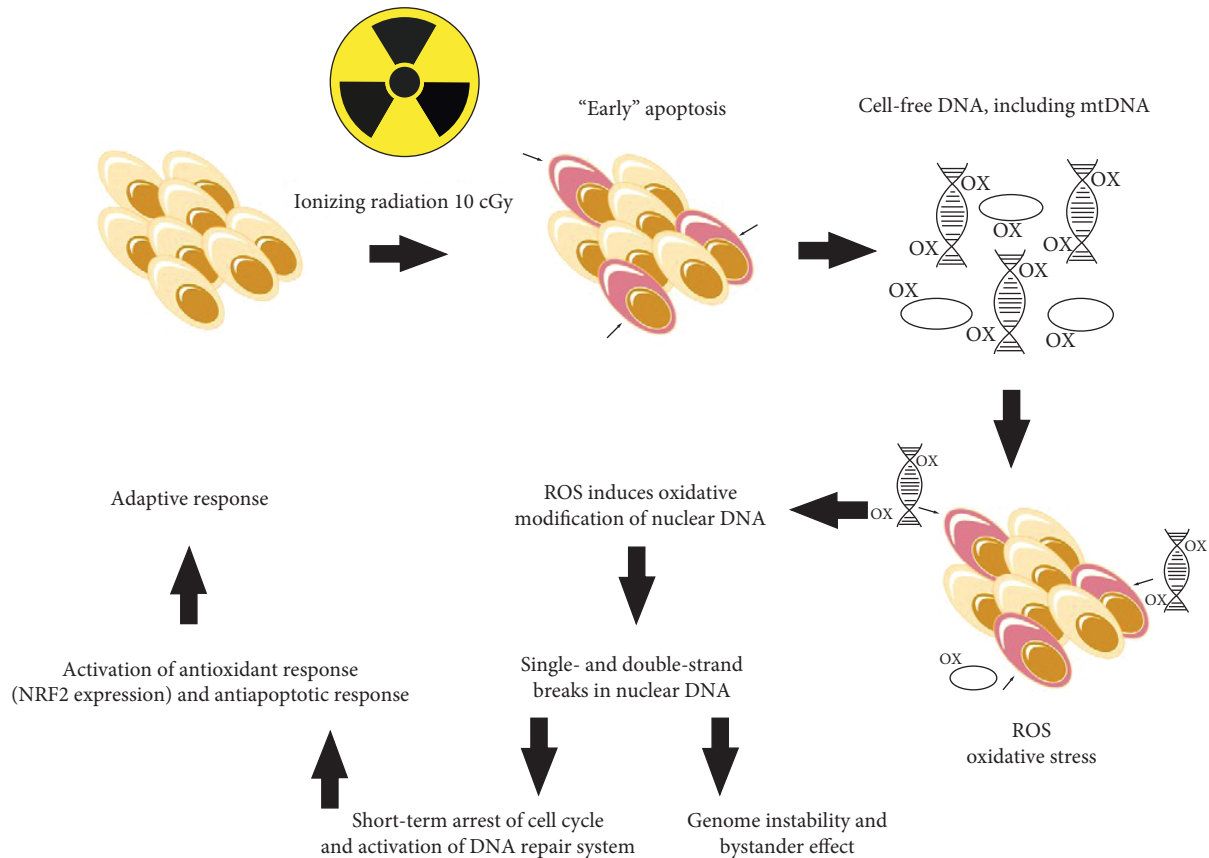 Ionizing radiation 10 cGy
“Early” apoptosis
Cell-free DNA, including mtDNA
OX
OX
OX
OX
OX
OX
OX
OX
OX
OX
OX
OX
OX
OX
ROS
oxidative stress
ROS induces oxidative
modification of nuclear DNA
Single- and double-strand
breaks in nuclear DNA
Genome instability and
bystander effect
Short-term arrest of cell cycle
and activation of DNA repair system
Activation of antioxidant response
(NRF2 expression) and antiapoptotic response
Adaptive response